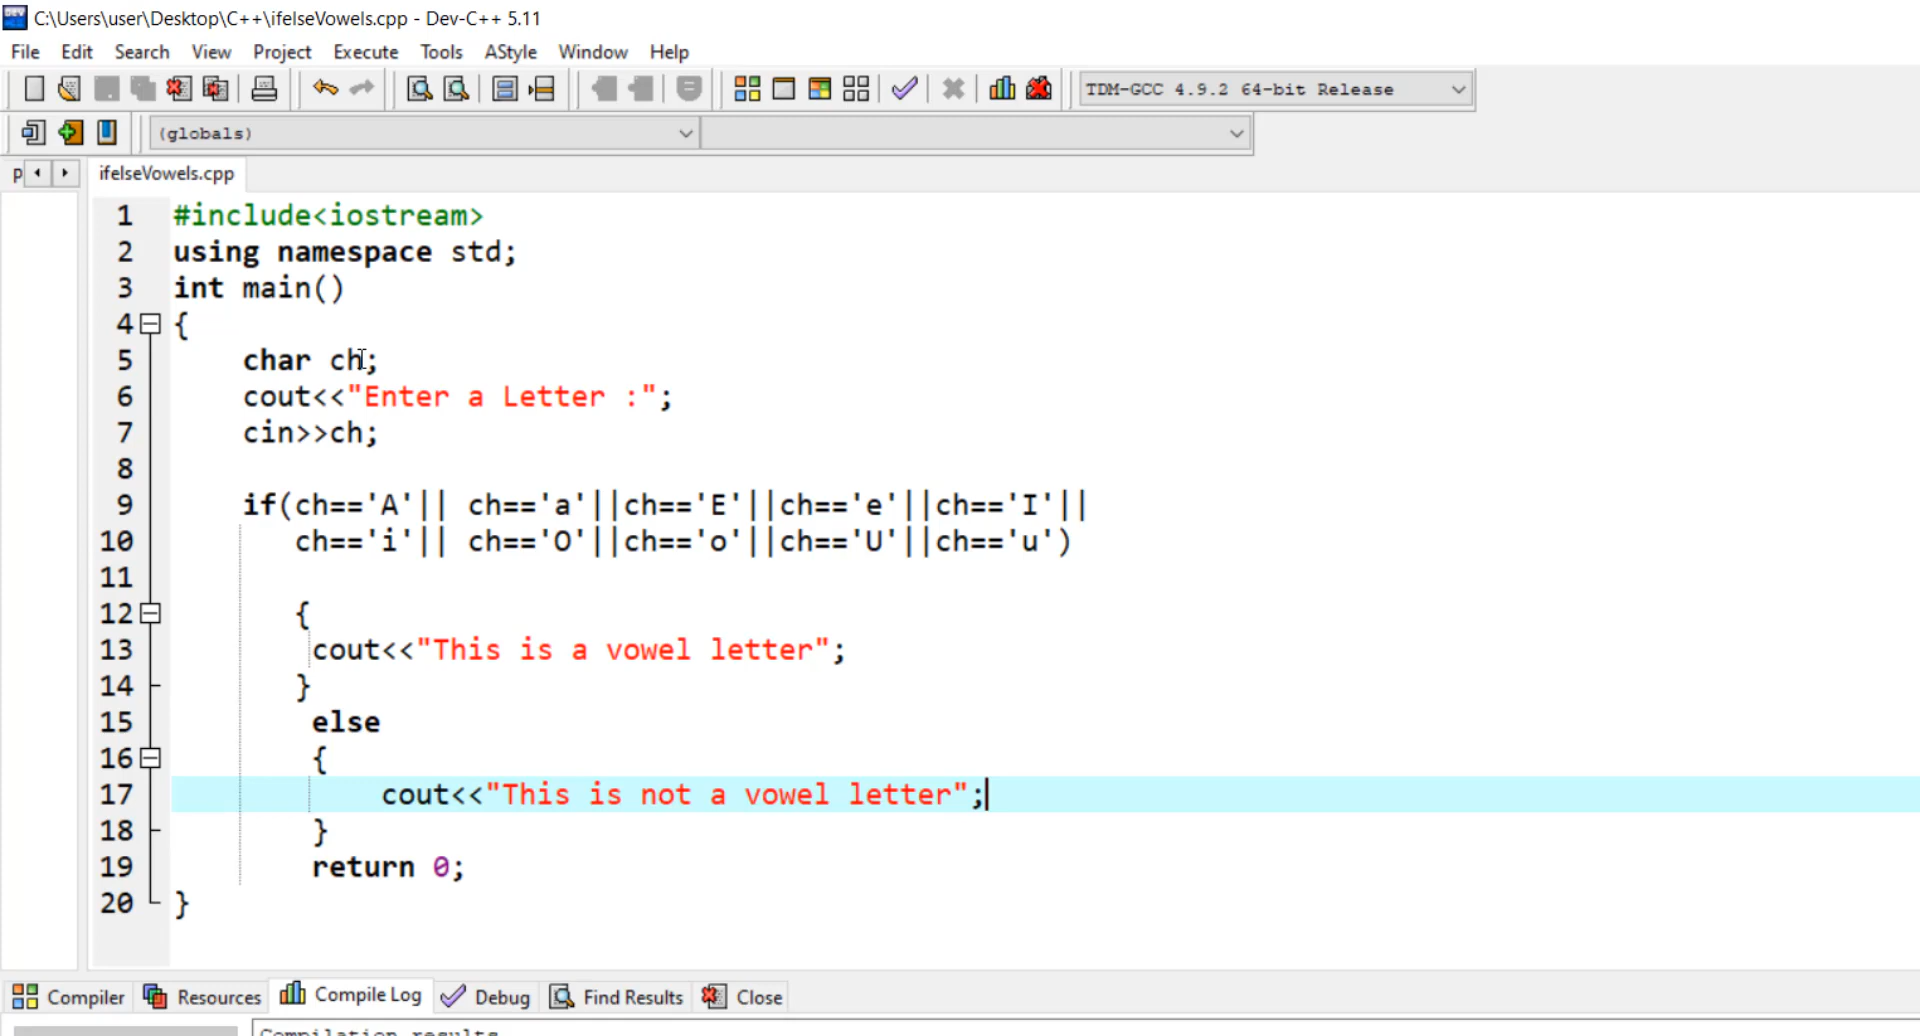 C:\Users\user\Desktop\C++\ifelseVowels.cpp - Dev-C++ 5.11
File Edit Search View Project Execute Tools AStyle Window Help
TDM-GCC 4.9.2 64-bit Release
(globals)
p ifelseVowels.cpp
1 #include<iostream>
2 using namespace std;
3 int main()
4 {
5 char ch;
6 cout<<"Enter a Letter :";
7 cin>>ch;
8
9 if(ch=='A'|| ch=='a'||ch=='E'||ch=='e'||ch=='I'||
10 ch=='i'|| ch=='O'||ch=='o'||ch=='U'||ch=='u')
11
12 {
13 cout<<"This is a vowel letter";
14 }
15 else
16 {
17 cout<<"This is not a vowel letter";
18 }
19 return 0;
20 }
Compiler Resources Compile Log Debug Find Results Close
Compilation results